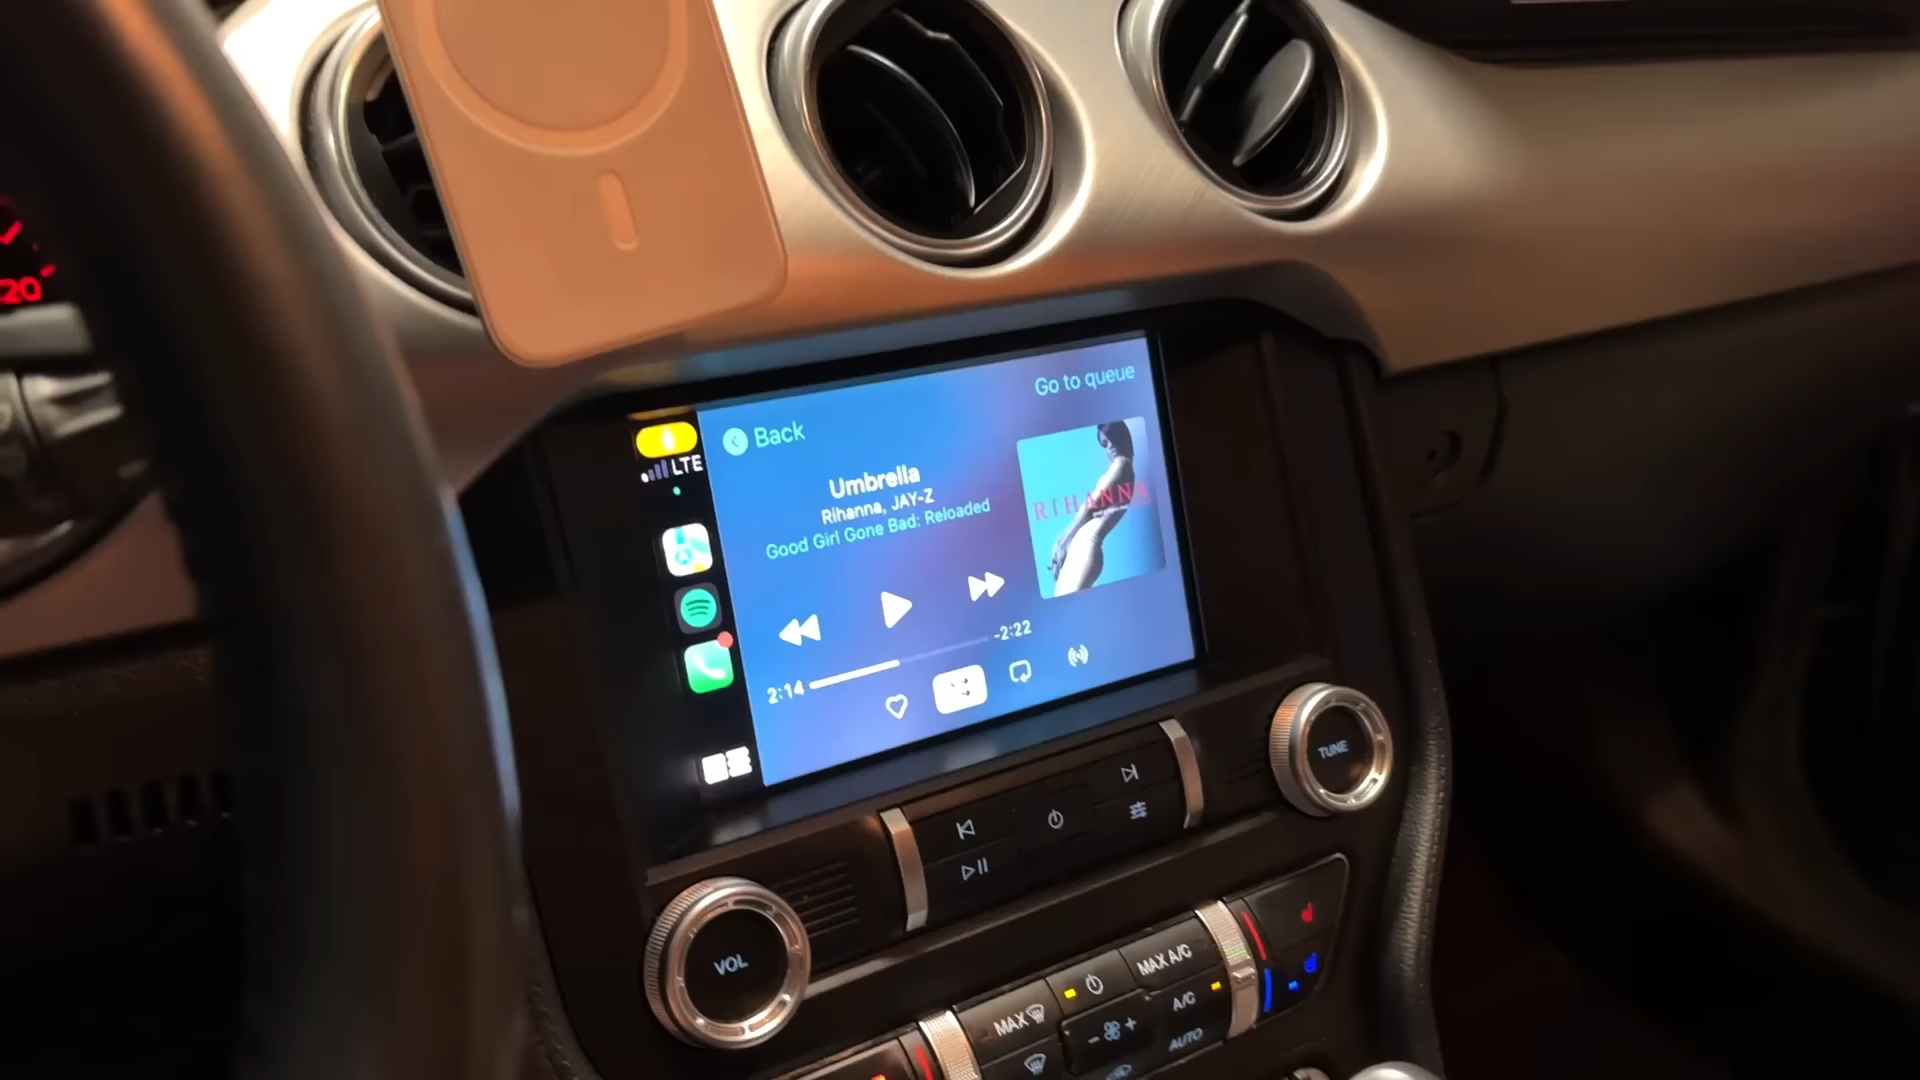 20
LTE
Back
Go to queue
Umbrella
Rihanna, JAY-Z
Good Girl Gone Bad: Reloaded
RIHANNA
2:14
-2:22
TUNE
VOL
MAX
MAX A/C
A/C
AUTO